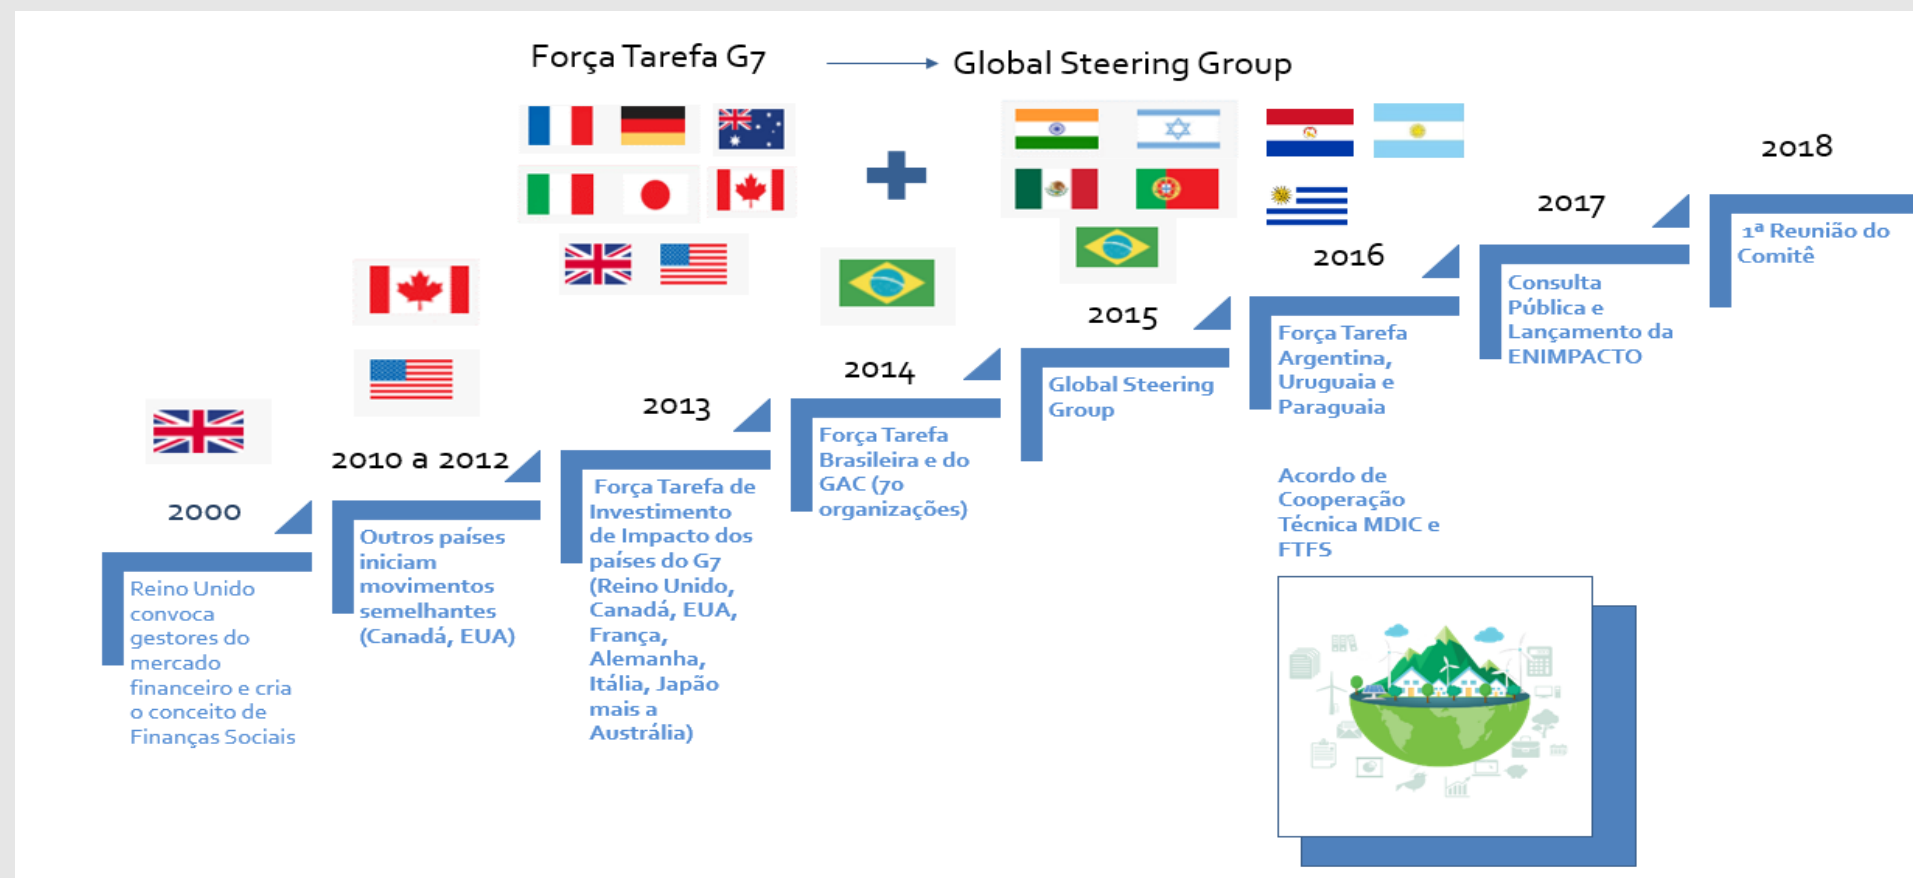 Força Tarefa G7
Global Steering Group
2000
Reino Unido
convoca
gestores do
mercado
financeiro e cria
o conceito de
Finanças Sociais
2010 a 2012
Outros países
iniciam
movimentos
semelhantes
(Canadá, EUA)
2013
Força Tarefa de
Investimento
de Impacto dos
países do G7
(Reino Unido,
Canadá, EUA,
França,
Alemanha,
Itália, Japão
mais a
Austrália)
2014
Força Tarefa
Brasileira e do
GAC (70
organizações)
2015
Global Steering
Group
2016
Força Tarefa
Argentina,
Uruguaia e
Paraguaia
Acordo de
Cooperação
Técnica MDIC e
FTFS
2017
Consulta
Pública e
Lançamento da
ENIMPACTO
2018
1ª Reunião do
Comitê